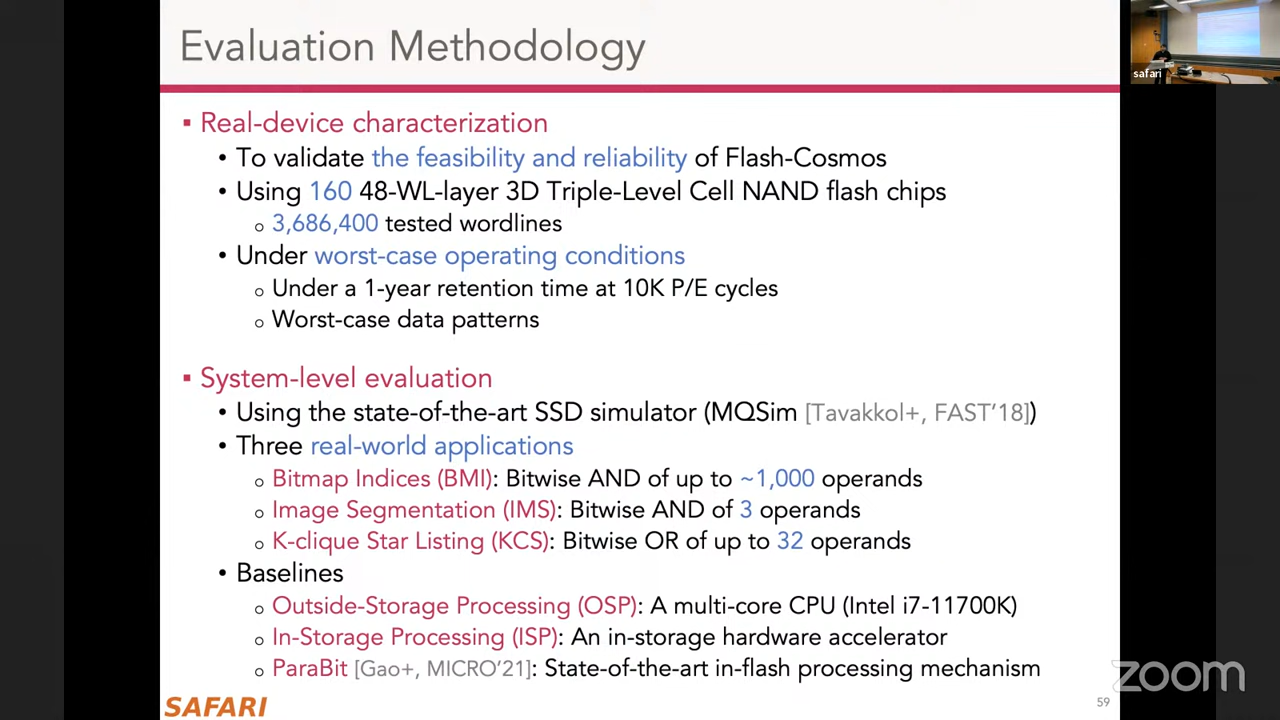 Evaluation Methodology
safari
▪ Real-device characterization
• To validate the feasibility and reliability of Flash-Cosmos
• Using 160 48-WL-layer 3D Triple-Level Cell NAND flash chips
o 3,686,400 tested wordlines
• Under worst-case operating conditions
o Under a 1-year retention time at 10K P/E cycles
o Worst-case data patterns
▪ System-level evaluation
• Using the state-of-the-art SSD simulator (MQSim [Tavakkol+, FAST'18])
• Three real-world applications
o Bitmap Indices (BMI): Bitwise AND of up to ~1,000 operands
o Image Segmentation (IMS): Bitwise AND of 3 operands
o K-clique Star Listing (KCS): Bitwise OR of up to 32 operands
• Baselines
o Outside-Storage Processing (OSP): A multi-core CPU (Intel i7-11700K)
o In-Storage Processing (ISP): An in-storage hardware accelerator
o ParaBit [Gao+, MICRO'21]: State-of-the-art in-flash processing mechanism
SAFARI
59
zoom